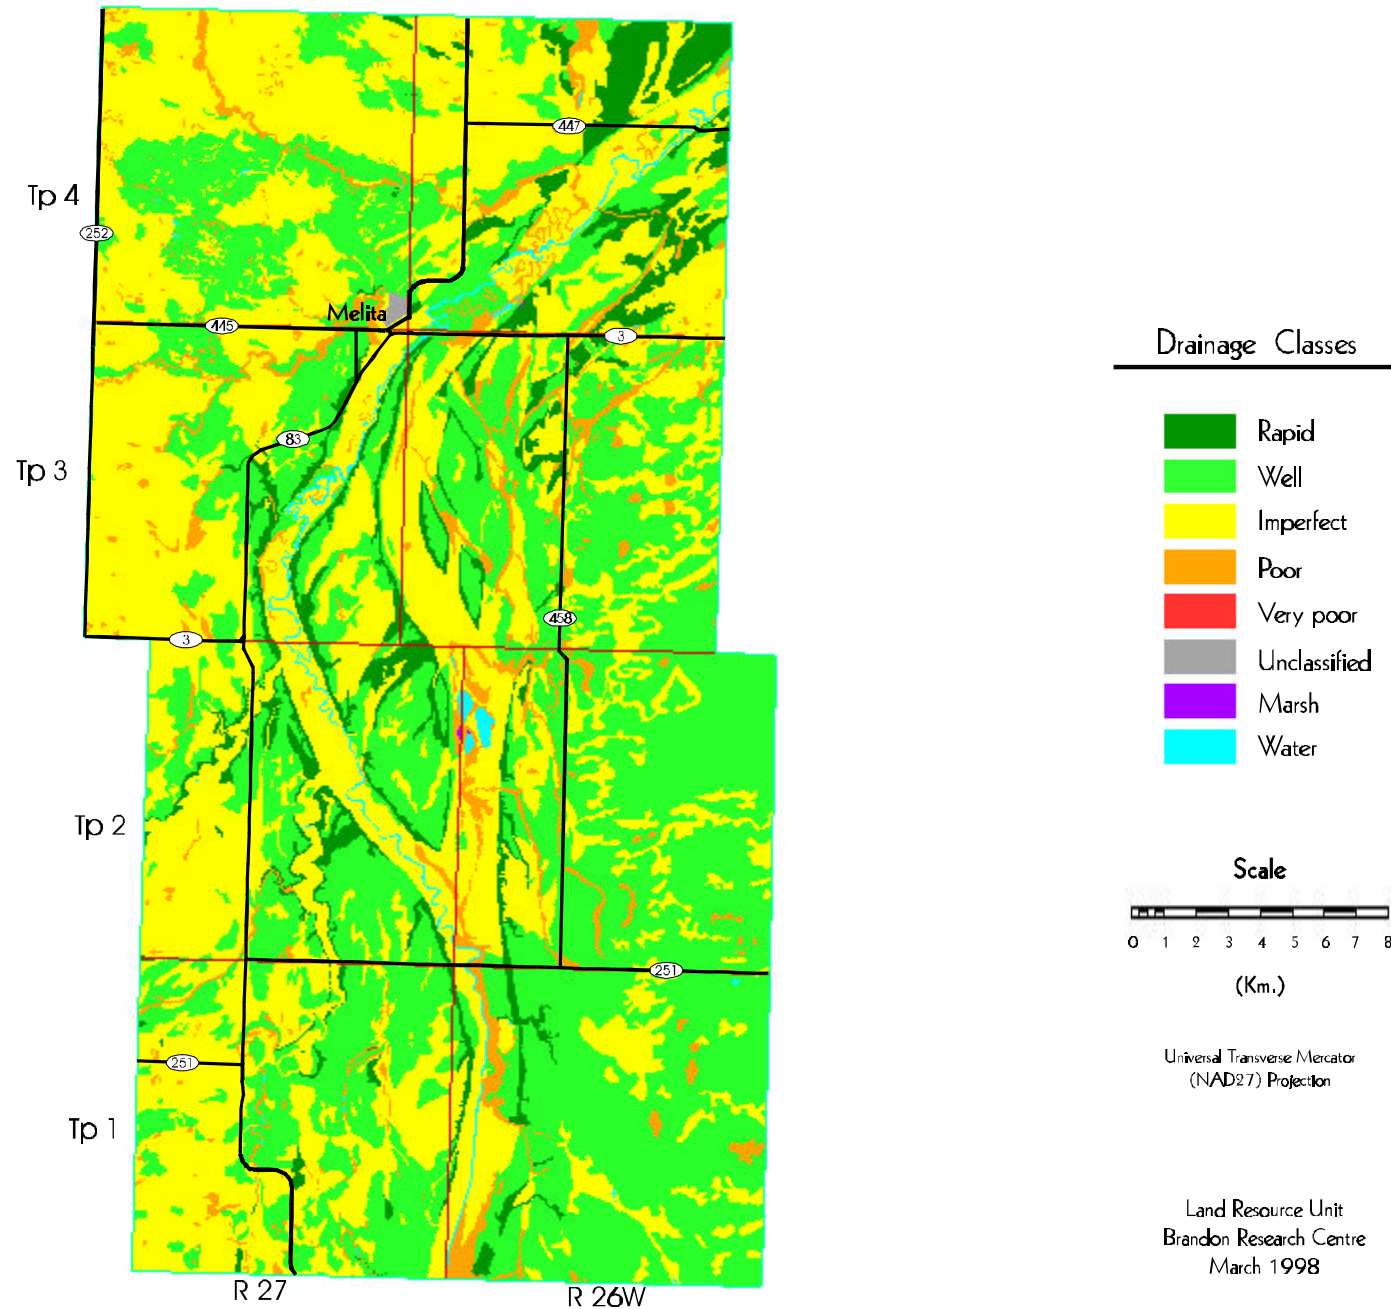 447
Tp 4
252
Melita
445
3
Drainage Classes
Rapid
83
Tp 3
Well
Imperfect
Poor
Very poor
458
3
Unclassified
Marsh
Water
Tp 2
Scale
0 1 2 3 4 5 6 7 8
251
(Km.)
251
Universal Transverse Mercator
(NAD27) Projection
Tp 1
Land Resource Unit
Brandon Research Centre
March 1998
R 27
R 26W